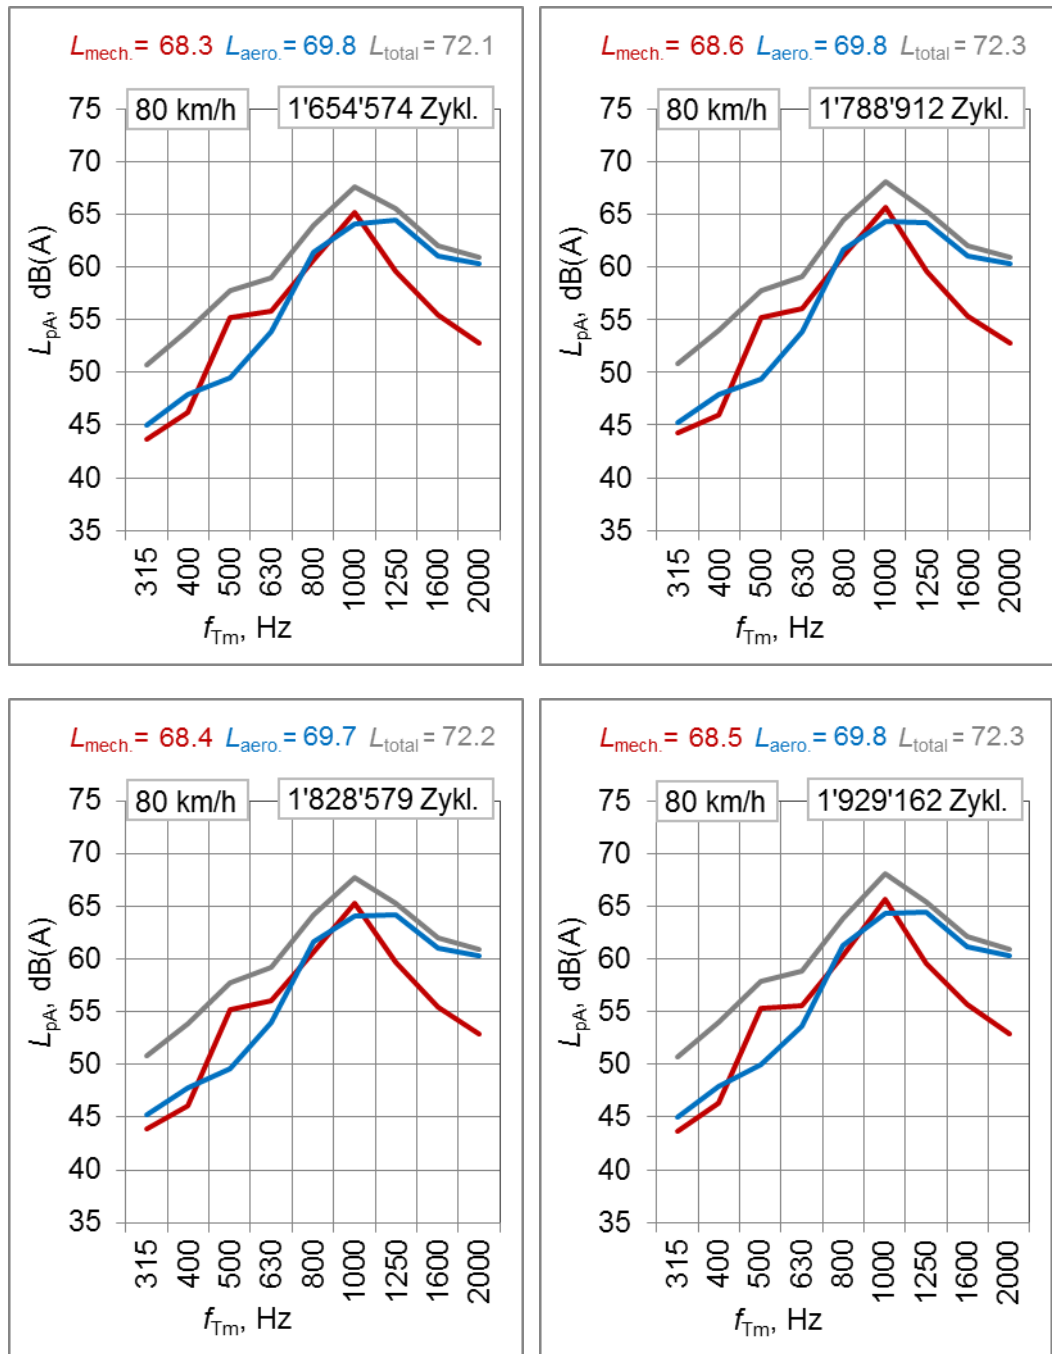 Lmech.= 68.3 Laero.=69.8 Ltotal=72.1
80 km/h 1'654'574 Zykl.
75
70
65
60
55
50
45
40
35
LpA, dB(A)
315 400 500 630 800 1000 1250 1600 2000
fTm, Hz
Lmech.= 68.6 Laero.=69.8 Ltotal=72.3
80 km/h 1'788'912 Zykl.
75
70
65
60
55
50
45
40
35
LpA, dB(A)
315 400 500 630 800 1000 1250 1600 2000
fTm, Hz
Lmech.= 68.4 Laero.=69.7 Ltotal=72.2
80 km/h 1'828'579 Zykl.
75
70
65
60
55
50
45
40
35
LpA, dB(A)
315 400 500 630 800 1000 1250 1600 2000
fTm, Hz
Lmech.= 68.5 Laero.=69.8 Ltotal=72.3
80 km/h 1'929'162 Zykl.
75
70
65
60
55
50
45
40
35
LpA, dB(A)
315 400 500 630 800 1000 1250 1600 2000
fTm, Hz